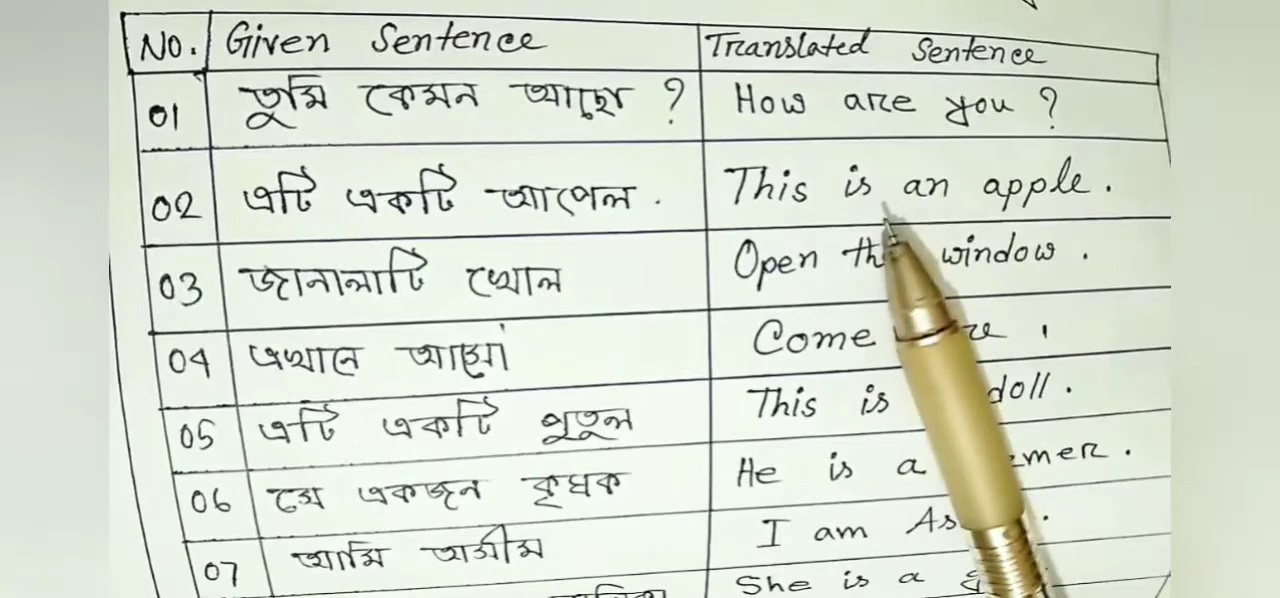 No. Given Sentence Translated Sentence
01 তুমি কেমন আছো ? How are you ?
02 এটি একটি আপেল . This is an apple .
03 জানালাটি খোল Open the window .
04 এখানে আসো Come .
05 এটি একটি পুতুল This is doll .
06 সে একজন কৃষক He is a .
07 আমি অসীম I am .
She is a